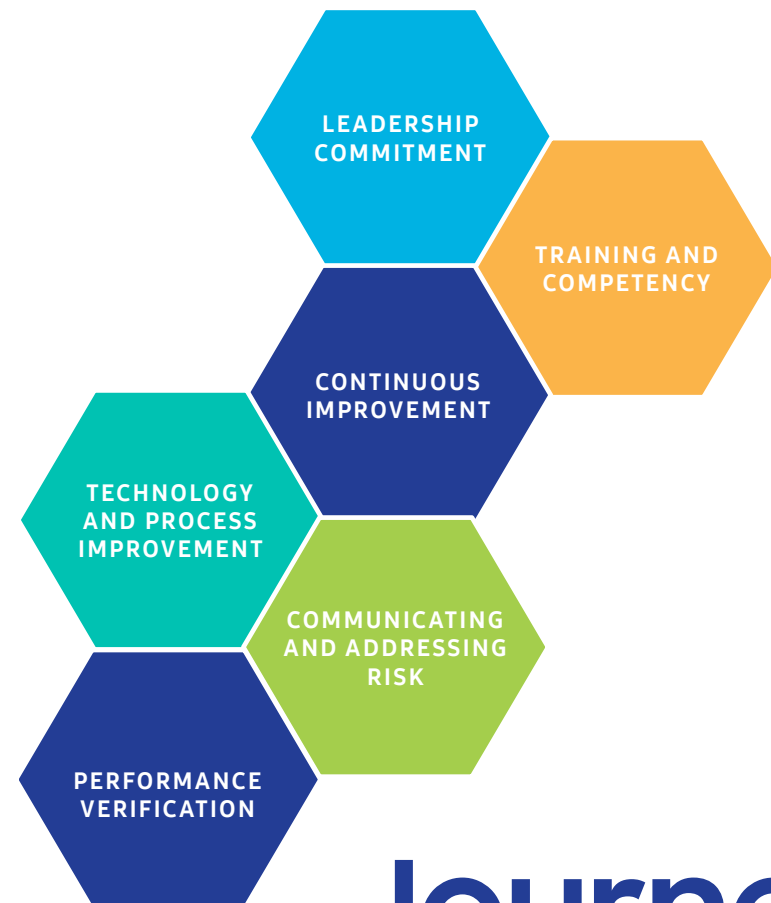 LEADERSHIP
COMMITMENT
TRAINING AND
COMPETENCY
CONTINUOUS
IMPROVEMENT
TECHNOLOGY
AND PROCESS
IMPROVEMENT
COMMUNICATING
AND ADDRESSING
RISK
PERFORMANCE
VERIFICATION